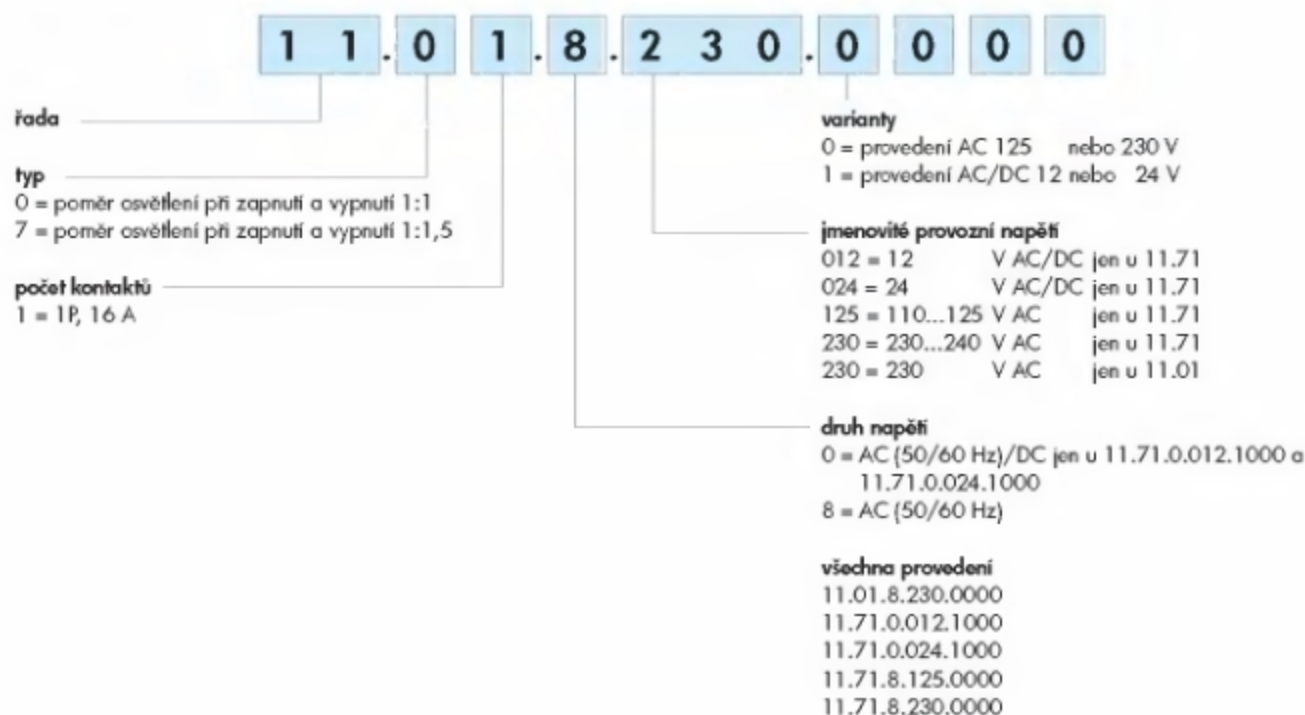 1 1 . 0 1 . 8 . 2 3 0 . 0 0 0 0
řada
typ
0 = poměr osvětlení při zapnutí a vypnutí 1:1
7 = poměr osvětlení při zapnutí a vypnutí 1:1,5
počet kontaktů
1 = 1P, 16 A
varianty
0 = provedení AC 125 nebo 230 V
1 = provedení AC/DC 12 nebo 24 V
jmenovité provozní napětí
012 = 12 V AC/DC jen u 11.71
024 = 24 V AC/DC jen u 11.71
125 = 110...125 V AC jen u 11.71
230 = 230...240 V AC jen u 11.71
230 = 230 V AC jen u 11.01
druh napětí
0 = AC (50/60 Hz)/DC jen u 11.71.0.012.1000 a
11.71.0.024.1000
8 = AC (50/60 Hz)
všechna provedení
11.01.8.230.0000
11.71.0.012.1000
11.71.0.024.1000
11.71.8.125.0000
11.71.8.230.0000